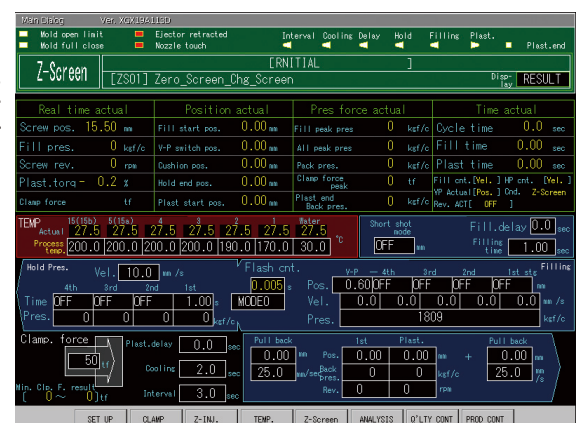 Main Dialog Ver. XGX19A113D
Mold open limit Ejector retracted Interval Cooling Delay Hold Filling Plast.
Mold full close Nozzle touch Plast.end
Z-Screen [RNITIAL ]
[ZS01] Zero_Screen_Chg_Screen Disp-lay RESULT
Real time actual Position actual Pres force actual Time actual
Screw pos. 15.50 mm Fill start pos. 0.00 mm Fill peak pres 0 kgf/c Cycle time 0.0 sec
Fill pres. 0 kgf/c V-P switch pos. 0.00 mm All peak pres 0 kgf/c Fill time 0.00 sec
Screw rev. 0 rpm Cushion pos. 0.00 mm Pack pres. 0 kgf/c Plast time 0.00 sec
Plast.torq- 0.2 % Hold end pos. 0.00 mm Clamp force peak 0 tf Fill cnt.[Vel. ] HP cnt. [Vel. ]
VP Actual[Pos. ] Cnd. Z-Screen
Clamp force tf Plast start pos. 0.00 mm Plast end Back pres. 0 kgf/c Rev. ACT[ OFF ]
TEMP 15(15b) 5(15a) 4 3 2 1 Water
Actual 27.5 27.5 27.5 27.5 27.5 27.5 27.5 °C
Process temp. 200.0 200.0 200.0 200.0 190.0 170.0 30.0
Short shot mode OFF mm Fill.delay 0.0 sec
Filling time 1.00 sec
Hold Pres. Vel. 10.0 mm /s Flash cnt. V-P — 4th 3rd 2nd 1st stg Filling
4th 3rd 2nd 1st 0.005 s Pos. 0.60 OFF OFF OFF OFF mm
Time OFF OFF OFF 1.00 s MODE0 Vel. 0.0 0.0 0.0 0.0 0.0 mm /s
Pres. 0 0 0 0 kgf/c Pres. 1809 kgf/c
Clamp. force Plast.delay 0.0 sec Pull back 1st Plast. Pull back
50 tf 0.00 mm Pos. 0.00 0.00 mm + 0.00 mm
Cooling 2.0 sec 25.0 mm/sec Back pres. 0 0 kgf/c 25.0 mm /s
Min. Clp. F. result
[ 0 ~ 0]tf Interval 3.0 sec Rev. 0 0 rpm
SET UP CLAMP Z-INJ. TEMP. Z-Screen ANALYSIS Q'LTY CONT PROD CONT